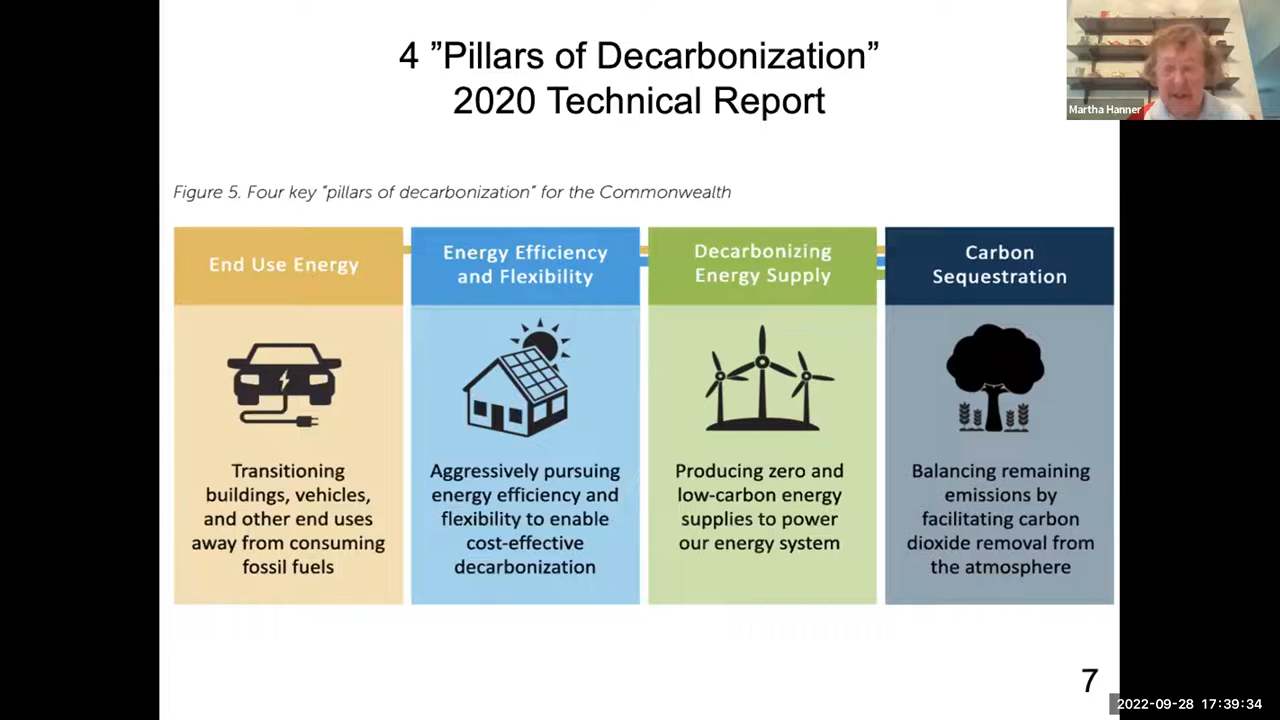 4 ”Pillars of Decarbonization”
2020 Technical Report
Martha Hanner
Figure 5. Four key “pillars of decarbonization” for the Commonwealth
End Use Energy
Transitioning
buildings, vehicles,
and other end uses
away from consuming
fossil fuels
Energy Efficiency
and Flexibility
Aggressively pursuing
energy efficiency and
flexibility to enable
cost-effective
decarbonization
Decarbonizing
Energy Supply
Producing zero and
low-carbon energy
supplies to power
our energy system
Carbon
Sequestration
Balancing remaining
emissions by
facilitating carbon
dioxide removal from
the atmosphere
7
2022-09-28 17:39:34